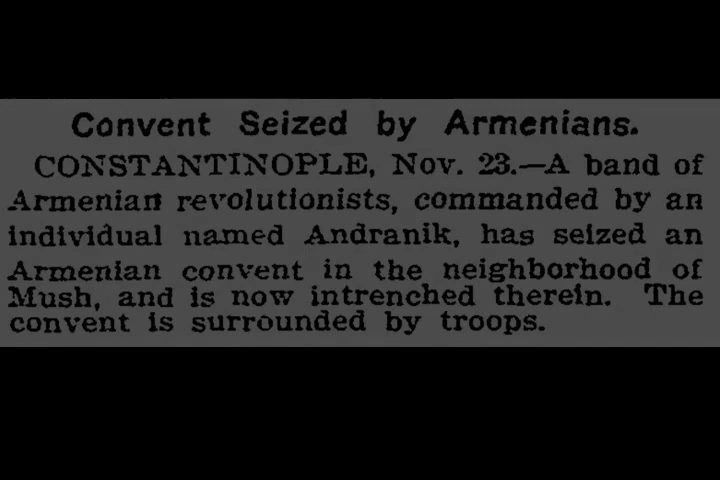 Convent Seized by Armenians.
CONSTANTINOPLE, Nov. 23.—A band of
Armenian revolutionists, commanded by an
individual named Andranik, has seized an
Armenian convent in the neighborhood of
Mush, and is now intrenched therein. The
convent is surrounded by troops.